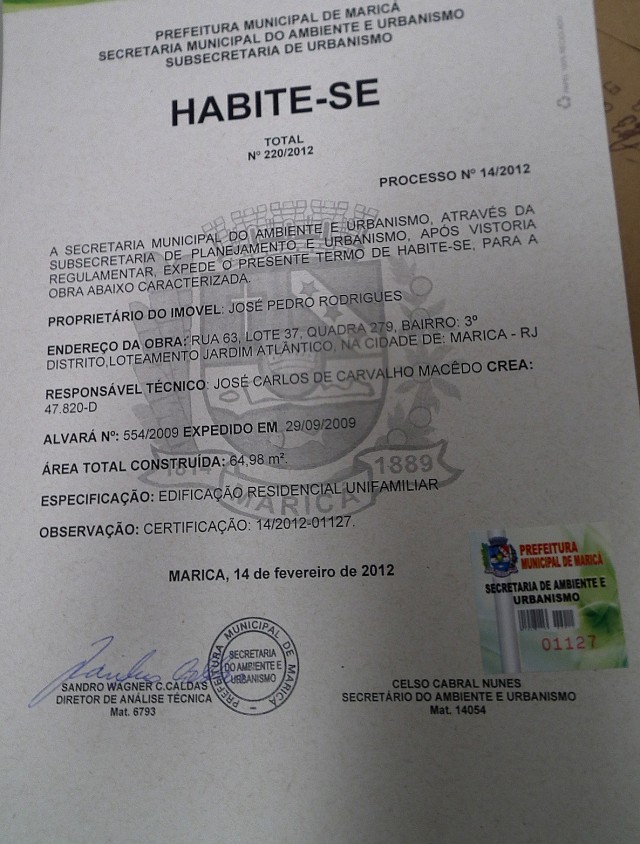 PREFEITURA MUNICIPAL DE MARICÁ
SECRETARIA MUNICIPAL DO AMBIENTE E URBANISMO
SUBSECRETARIA DE URBANISMO
HABITE-SE
TOTAL
Nº 220/2012
PROCESSO Nº 14/2012
A SECRETARIA MUNICIPAL DO AMBIENTE E URBANISMO, ATRAVÉS DA
SUBSECRETARIA DE PLANEJAMENTO E URBANISMO, APÓS VISTORIA
REGULAMENTAR, EXPEDE O PRESENTE TERMO DE HABITE-SE, PARA A
OBRA ABAIXO CARACTERIZADA.
PROPRIETÁRIO DO IMOVEL: JOSÉ PEDRO RODRIGUES
ENDEREÇO DA OBRA: RUA 63, LOTE 37, QUADRA 279, BAIRRO: 3º
DISTRITO,LOTEAMENTO JARDIM ATLÂNTICO, NA CIDADE DE: MARICA - RJ
RESPONSÁVEL TÉCNICO: JOSÉ CARLOS DE CARVALHO MACÊDO CREA:
47.820-D
ALVARÁ Nº: 554/2009 EXPEDIDO EM 29/09/2009
ÁREA TOTAL CONSTRUÍDA: 64,98 m².
1814 1889
MARICÁ
ESPECIFICAÇÃO: EDIFICAÇÃO RESIDENCIAL UNIFAMILIAR
OBSERVAÇÃO: CERTIFICAÇÃO: 14/2012-01127.
MARICA, 14 de fevereiro de 2012
PREFEITURA
MUNICIPAL DE MARICÁ
SECRETARIA DE AMBIENTE E
URBANISMO
01127
PREFEITURA MUNICIPAL DE MARICÁ
SECRETARIA
DO AMBIENTE E
URBANISMO
SANDRO WAGNER C.CALDAS
DIRETOR DE ANÁLISE TÉCNICA
Mat. 6793
CELSO CABRAL NUNES
SECRETÁRIO DO AMBIENTE E URBANISMO
Mat. 14054